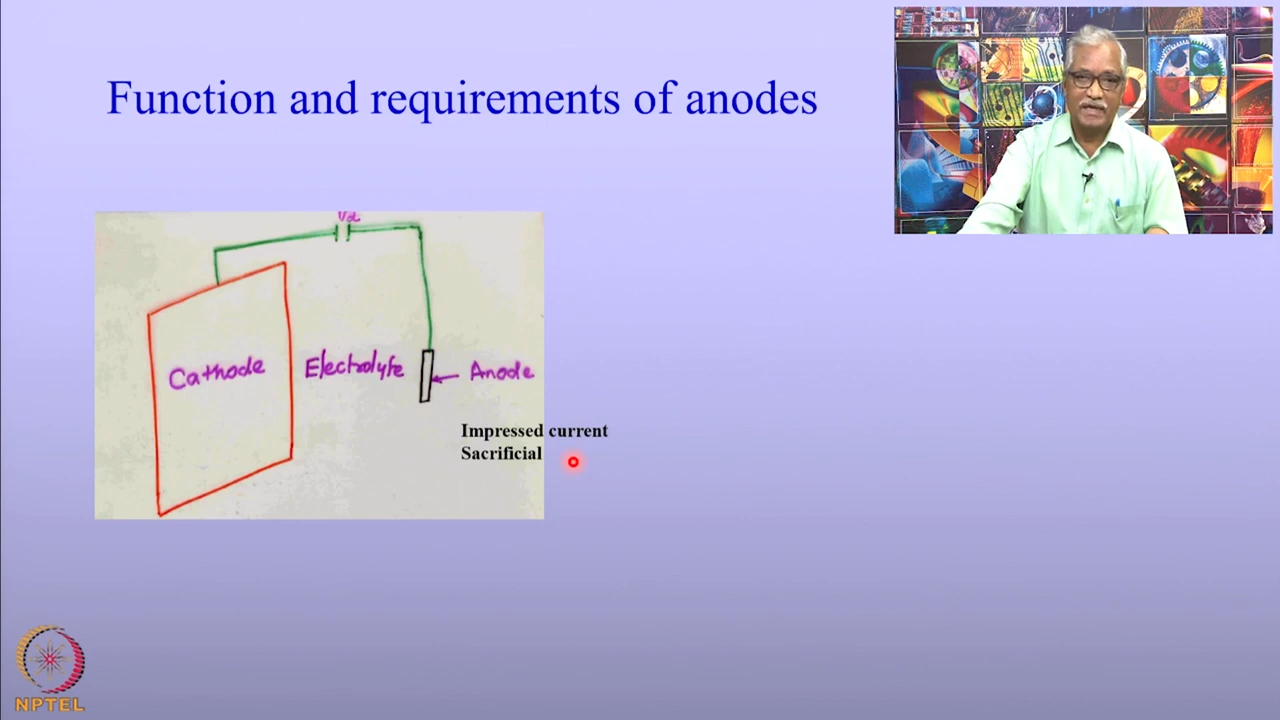 Function and requirements of anodes
Cathode
Electrolyte
Anode
Impressed current
Sacrificial
NPTEL